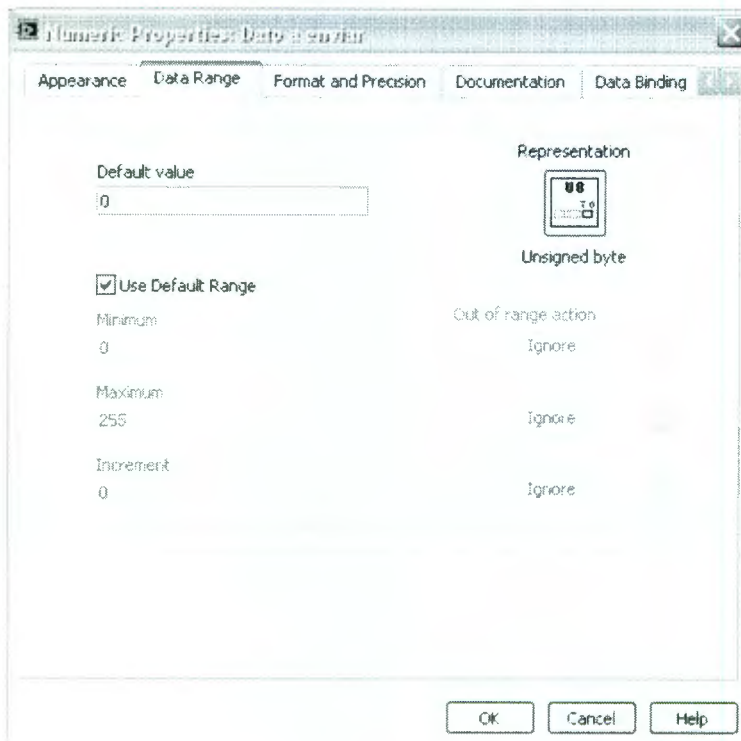 Numeric Properties: Dato a enviar
Appearance Data Range Format and Precision Documentation Data Binding
Representation
Default value
0
U8
Unsigned byte
Use Default Range
Minimum Out of range action
0 Ignore
Maximum
255 Ignore
Increment
0 Ignore
OK Cancel Help